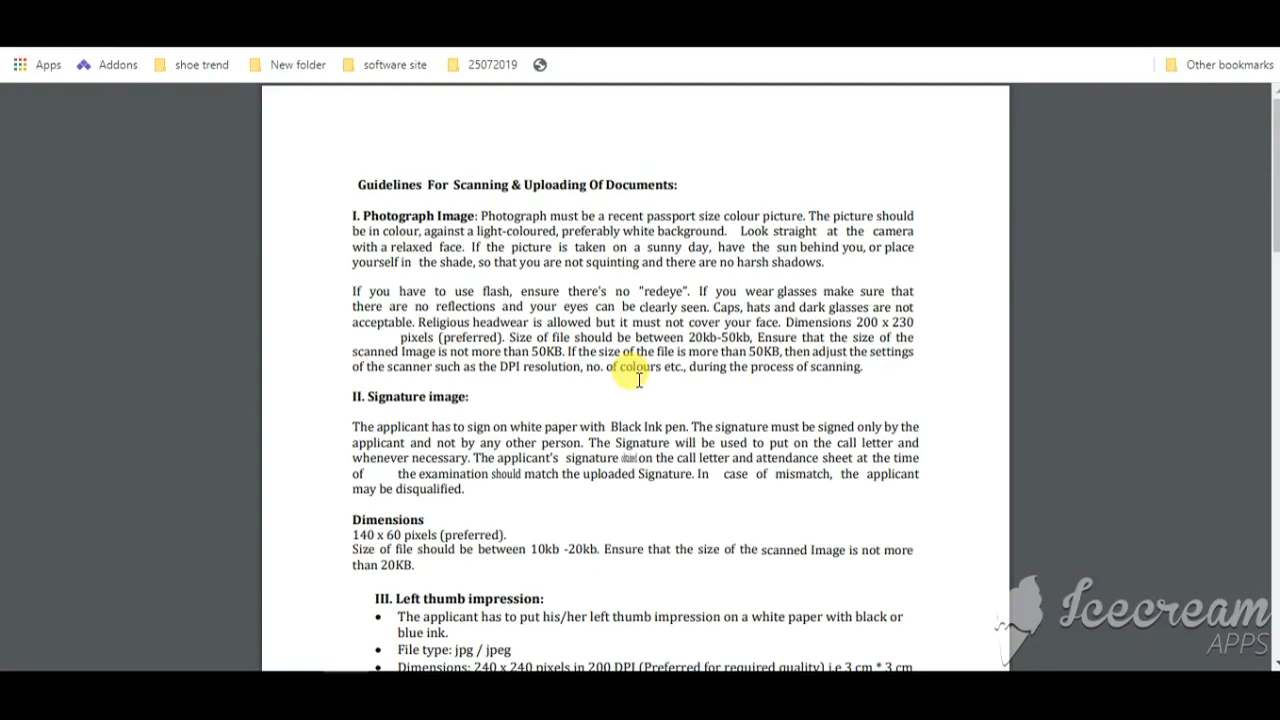 Apps Addons shoe trend New folder software site 25072019 Other bookmarks
Guidelines For Scanning & Uploading Of Documents:
I. Photograph Image: Photograph must be a recent passport size colour picture. The picture should
be in colour, against a light-coloured, preferably white background. Look straight at the camera
with a relaxed face. If the picture is taken on a sunny day, have the sun behind you, or place
yourself in the shade, so that you are not squinting and there are no harsh shadows.
If you have to use flash, ensure there's no "redeye". If you wear glasses make sure that
there are no reflections and your eyes can be clearly seen. Caps, hats and dark glasses are not
acceptable. Religious headwear is allowed but it must not cover your face. Dimensions 200 x 230
pixels (preferred). Size of file should be between 20kb-50kb, Ensure that the size of the
scanned Image is not more than 50KB. If the size of the file is more than 50KB, then adjust the settings
of the scanner such as the DPI resolution, no. of colours etc., during the process of scanning.
II. Signature image:
The applicant has to sign on white paper with Black Ink pen. The signature must be signed only by the
applicant and not by any other person. The Signature will be used to put on the call letter and
whenever necessary. The applicant's signature on the call letter and attendance sheet at the time
of the examination should match the uploaded Signature. In case of mismatch, the applicant
may be disqualified.
Dimensions
140 x 60 pixels (preferred).
Size of file should be between 10kb -20kb. Ensure that the size of the scanned Image is not more
than 20KB.
III. Left thumb impression:
• The applicant has to put his/her left thumb impression on a white paper with black or
blue ink.
• File type: jpg / jpeg
• Dimensions: 240 x 240 pixels in 200 DPI (Preferred for required quality) i.e 3 cm * 3 cm
Icecream
APPS